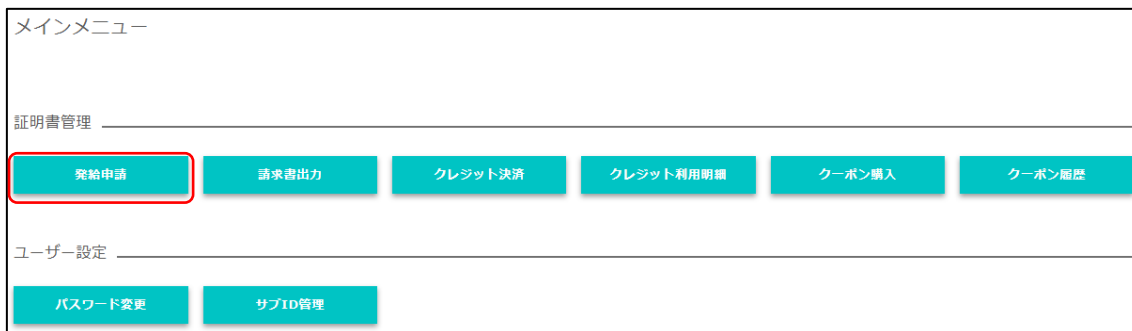 メインメニュー
証明書管理
発給申請 請求書出力 クレジット決済 クレジット利用明細 クーポン購入 クーポン履歴
ユーザー設定
パスワード変更 サブID管理